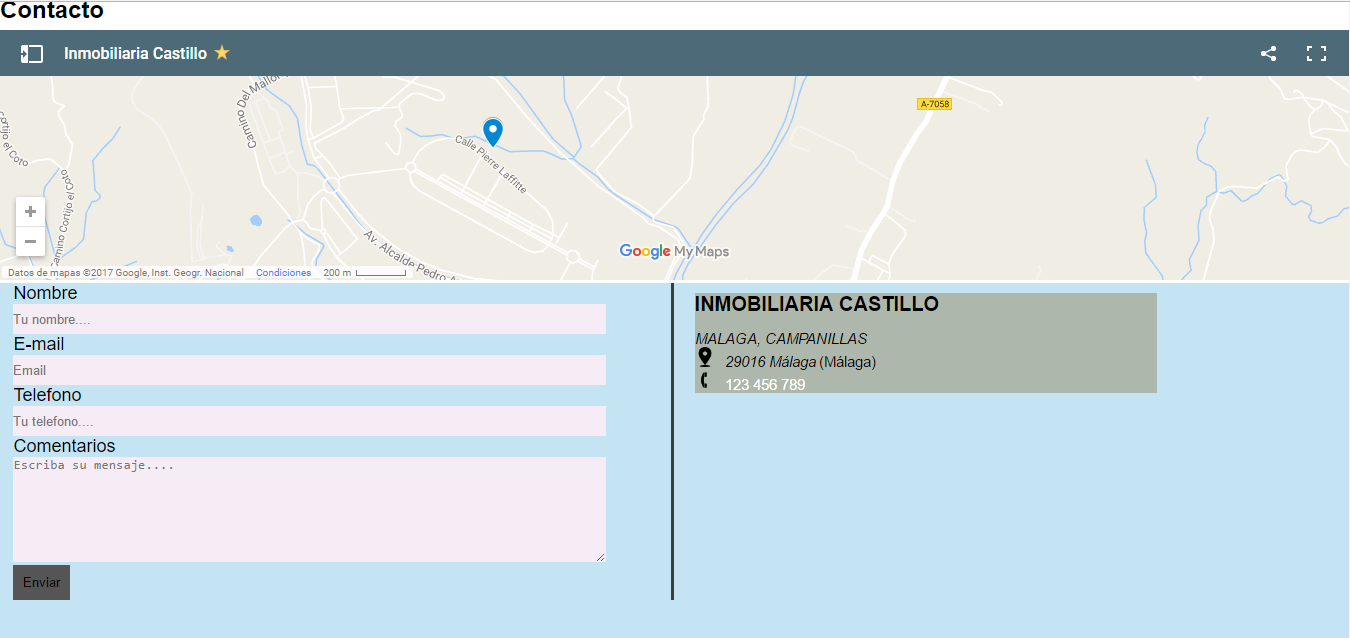 Contacto
Inmobiliaria Castillo
Camino Del Mallor
A-7058
Cortijo el Coto
Calle Pierre Laffitte
Camino Cortijo el Coto
Av. Alcalde Pedro
Google My Maps
Datos de mapas ©2017 Google, Inst. Geogr. Nacional Condiciones 200 m
Nombre
Tu nombre....
E-mail
Email
Telefono
Tu telefono....
Comentarios
Escriba su mensaje....
Enviar
INMOBILIARIA CASTILLO
MALAGA, CAMPANILLAS
29016 Málaga (Málaga)
123 456 789